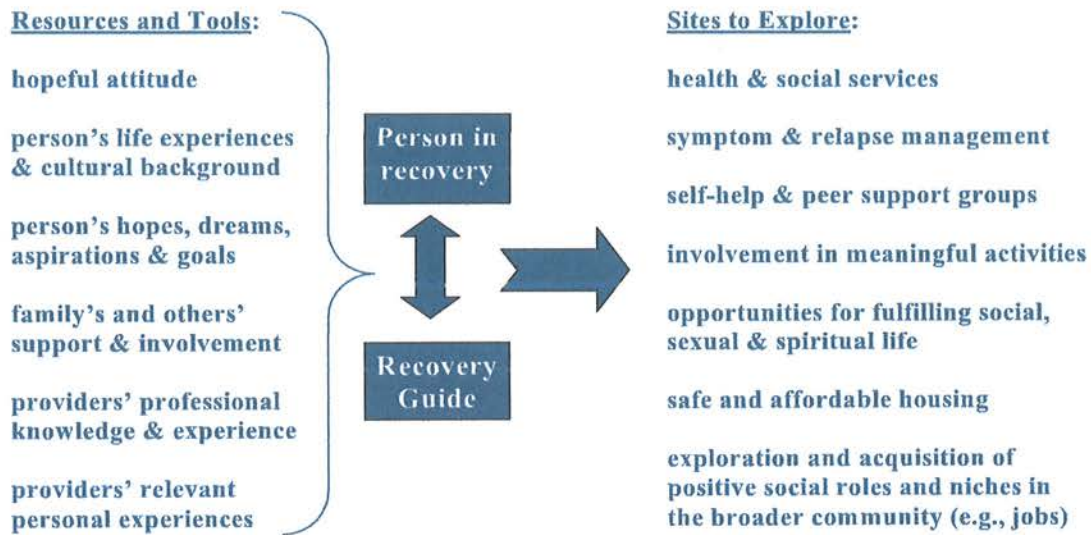 Resources and Tools:
hopeful attitude
person's life experiences
& cultural background
person's hopes, dreams,
aspirations & goals
family's and others'
support & involvement
providers' professional
knowledge & experience
providers' relevant
personal experiences
Person in
recovery
Recovery
Guide
Sites to Explore:
health & social services
symptom & relapse management
self-help & peer support groups
involvement in meaningful activities
opportunities for fulfilling social,
sexual & spiritual life
safe and affordable housing
exploration and acquisition of
positive social roles and niches in
the broader community (e.g., jobs)